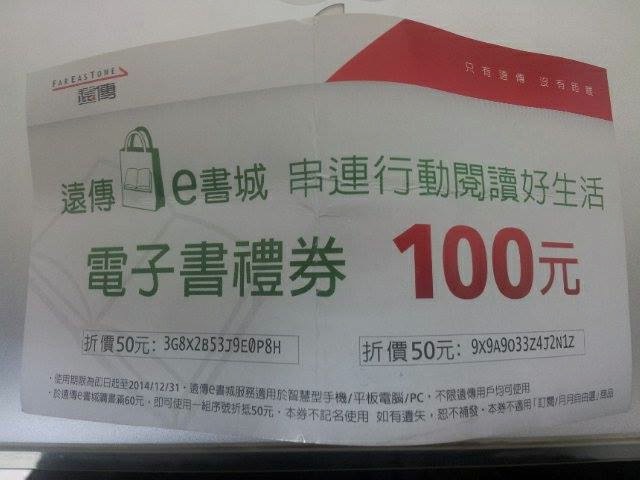 FAREASTONE
遠傳
只有遠傳 沒有距離
遠傳 e書城 串連行動閱讀好生活
電子書禮券 100元
折價50元: 3G8X2B53J9E0P8H
折價50元: 9X9A9O33Z4J2N1Z
·使用期限為即日起至2014/12/31，遠傳e書城服務適用於智慧型手機/平板電腦/PC，不限遠傳用戶均可使用
·於遠傳e書城購書滿60元，即可使用一組序號折抵50元·本券不記名使用 如有遺失，恕不補發·本券不適用「訂閱/月月自由選」商品